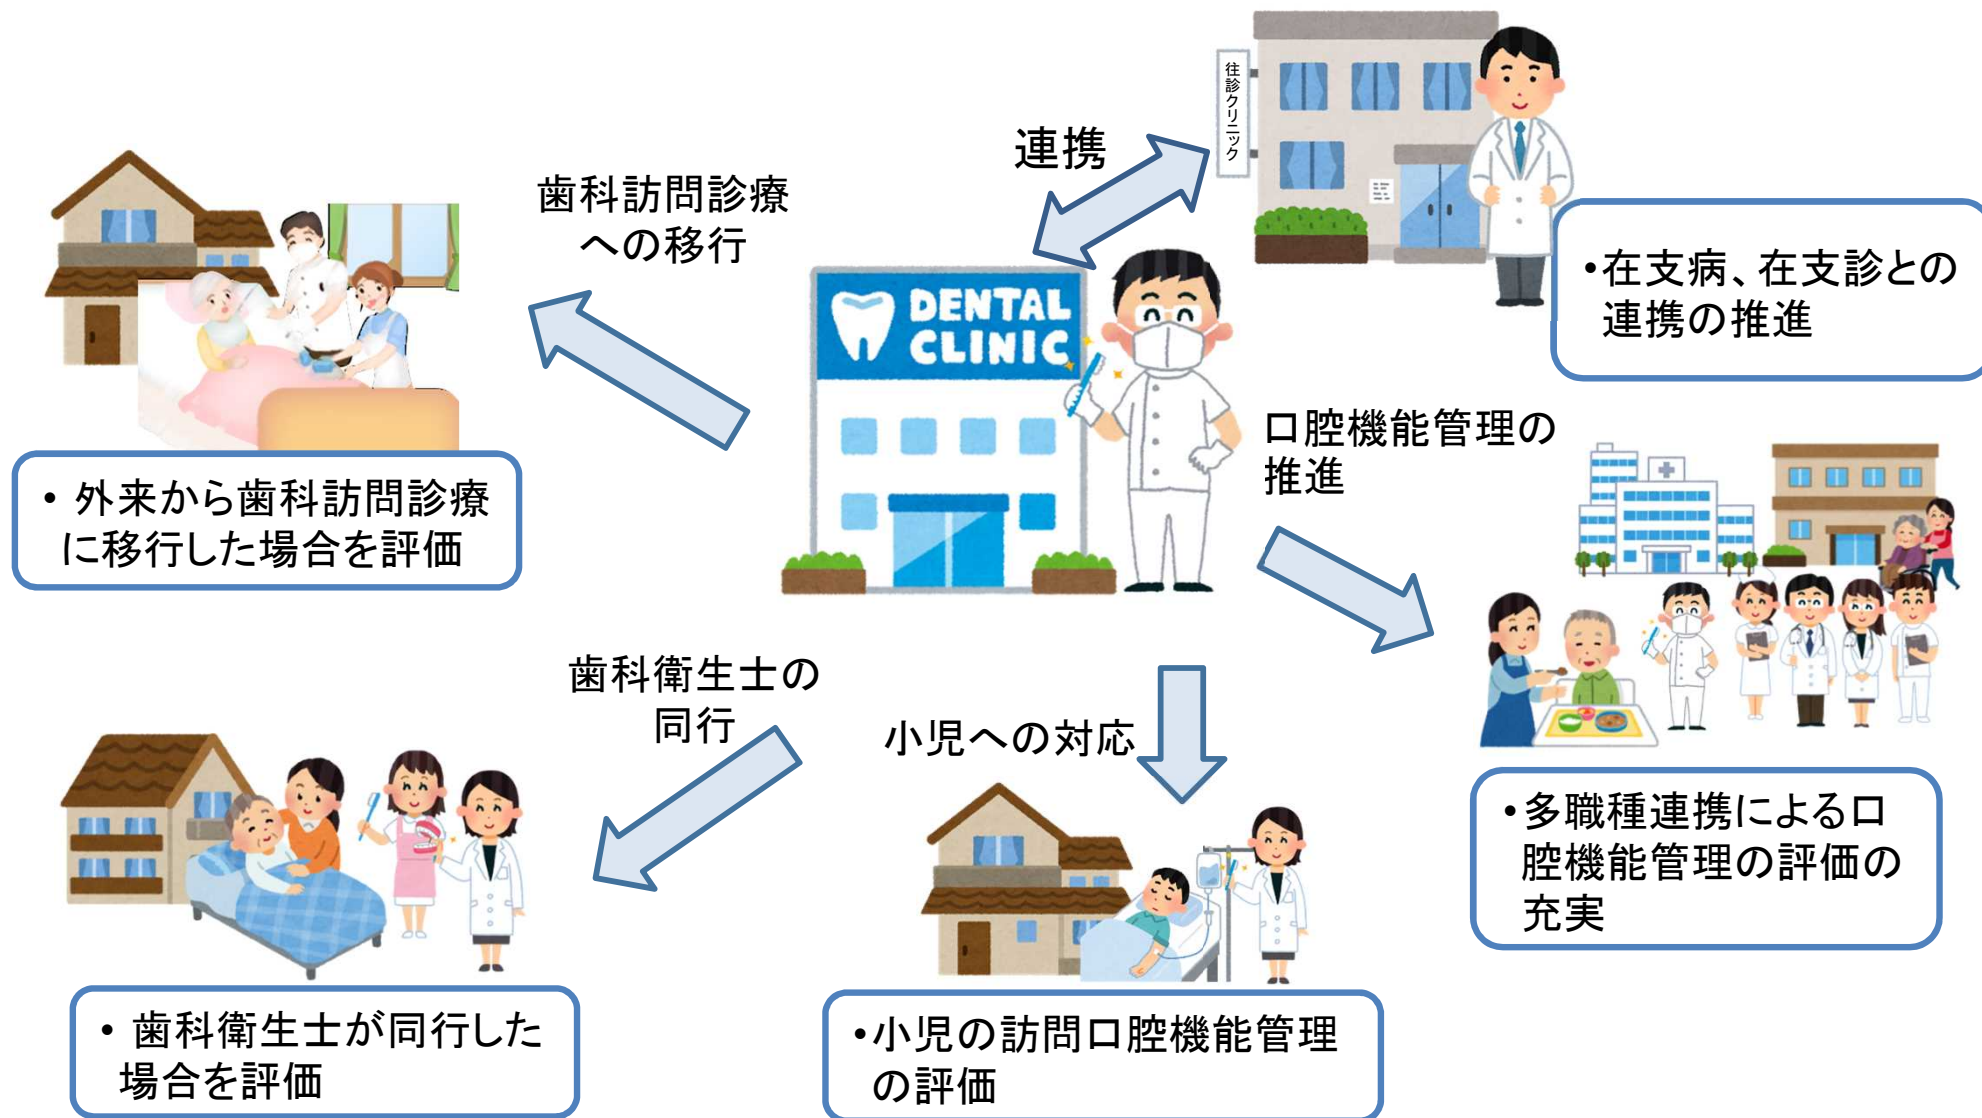 往診クリニック
連携
歯科訪問診療
への移行
DENTAL
CLINIC
•在支病、在支診との
連携の推進
口腔機能管理の
推進
• 外来から歯科訪問診療
に移行した場合を評価
歯科衛生士の
同行
小児への対応
•多職種連携による口
腔機能管理の評価の
充実
• 歯科衛生士が同行した
場合を評価
•小児の訪問口腔機能管理
の評価